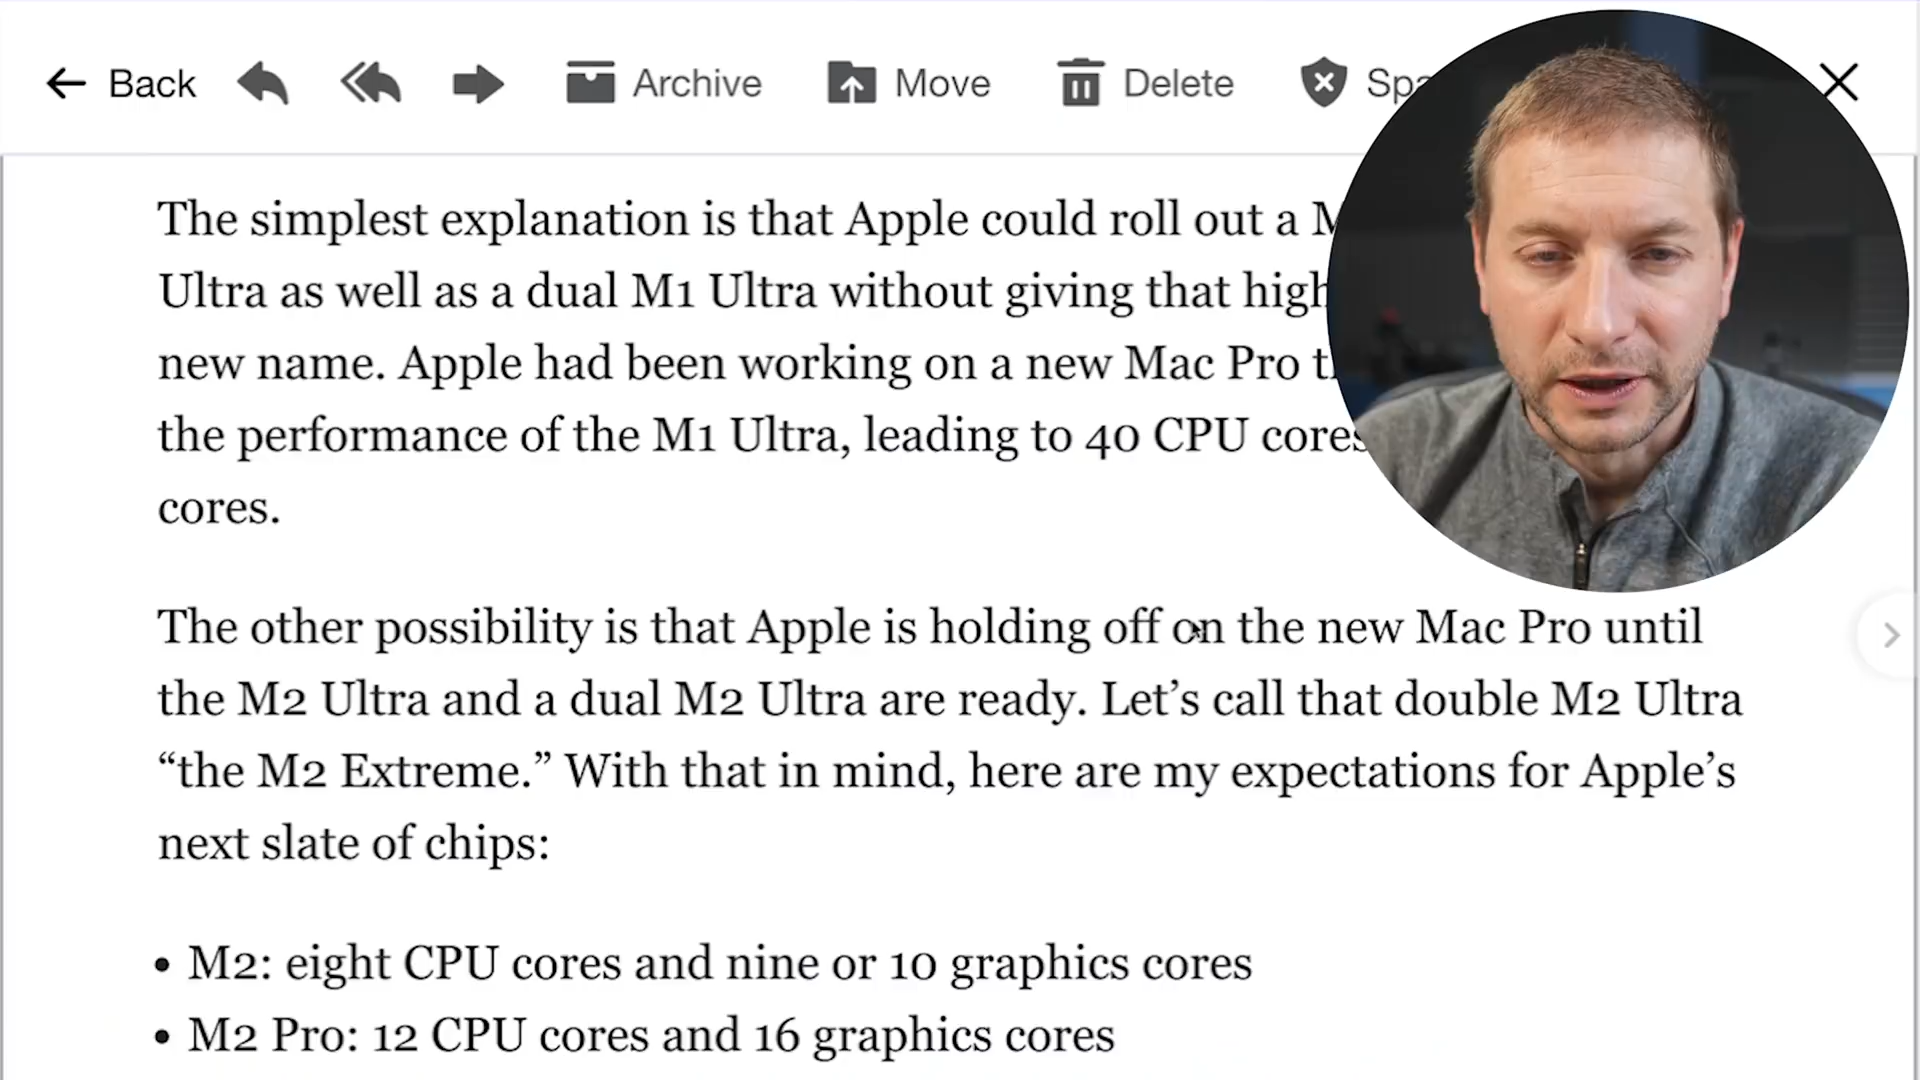 Back Archive Move Delete
The simplest explanation is that Apple could roll out a
Ultra as well as a dual M1 Ultra without giving that high
new name. Apple had been working on a new Mac Pro
the performance of the M1 Ultra, leading to 40 CPU cores
cores.
The other possibility is that Apple is holding off on the new Mac Pro until
the M2 Ultra and a dual M2 Ultra are ready. Let’s call that double M2 Ultra
“the M2 Extreme.” With that in mind, here are my expectations for Apple’s
next slate of chips:
• M2: eight CPU cores and nine or 10 graphics cores
• M2 Pro: 12 CPU cores and 16 graphics cores